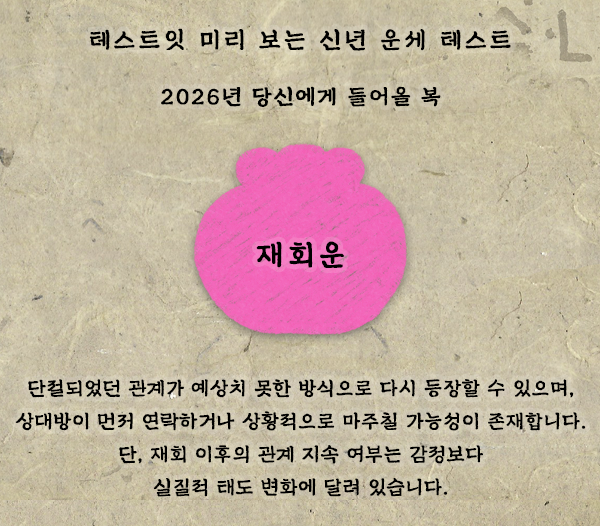 테스트잇 미리 보는 신년 운세 테스트
2026년 당신에게 들어올 복
재회운
단절되었던 관계가 예상치 못한 방식으로 다시 등장할 수 있으며,
상대방이 먼저 연락하거나 상황적으로 마주칠 가능성이 존재합니다.
단, 재회 이후의 관계 지속 여부는 감정보다
실질적 태도 변화에 달려 있습니다.